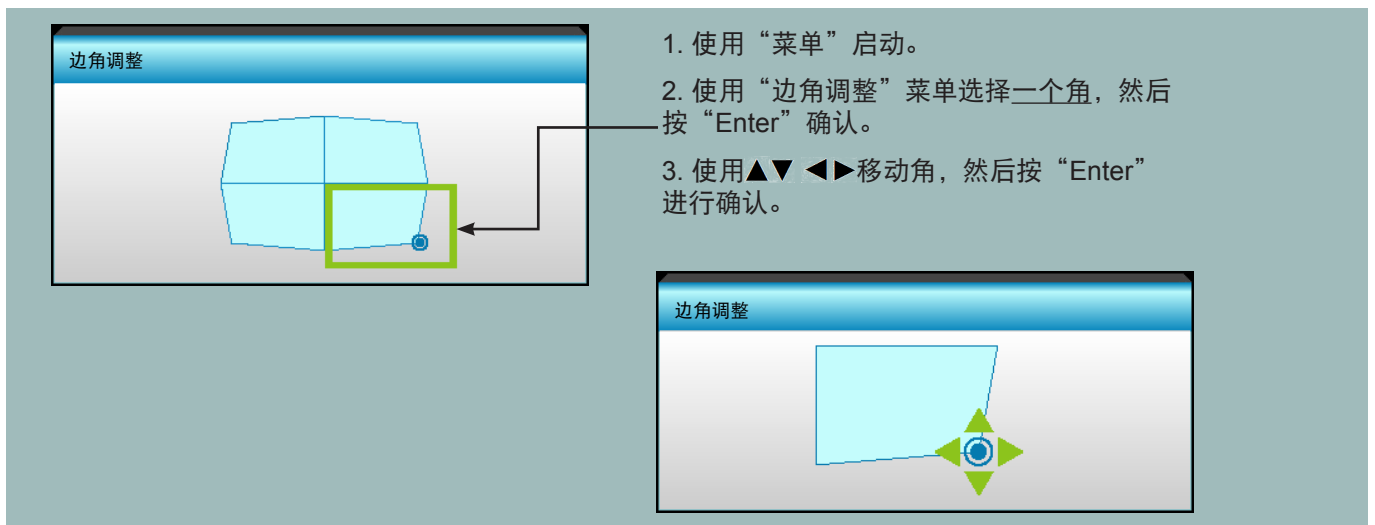 边角调整
1. 使用“菜单”启动。
2. 使用“边角调整”菜单选择一个角，然后
按“Enter”确认。
3. 使用▲▼ ◀▶移动角，然后按“Enter”
进行确认。
边角调整